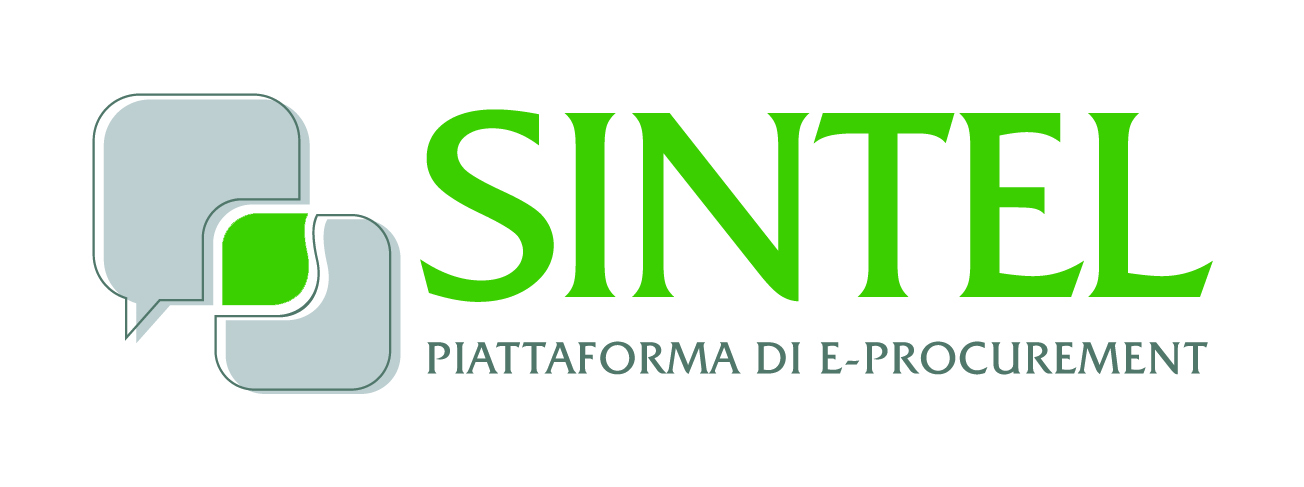 SINTEL
PIATTAFORMA DI E-PROCUREMENT